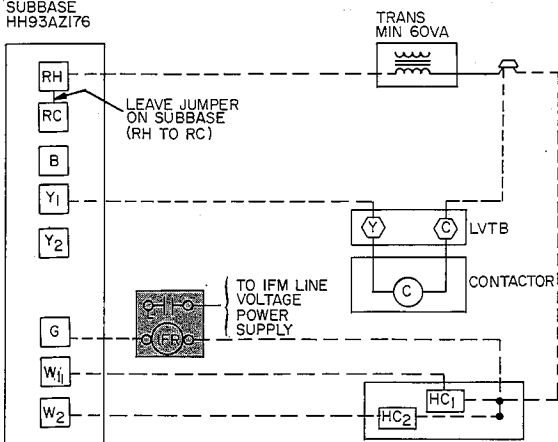 SUBBASE
HH93AZ176
TRANS
MIN 60VA
RH
LEAVE JUMPER
ON SUBBASE
(RH TO RC)
RC
B
Y1
Y2
Y
C
LVTB
C
CONTACTOR
TO IFM LINE
VOLTAGE
POWER
SUPPLY
G
IFR
W1
HC1
W2
HC2